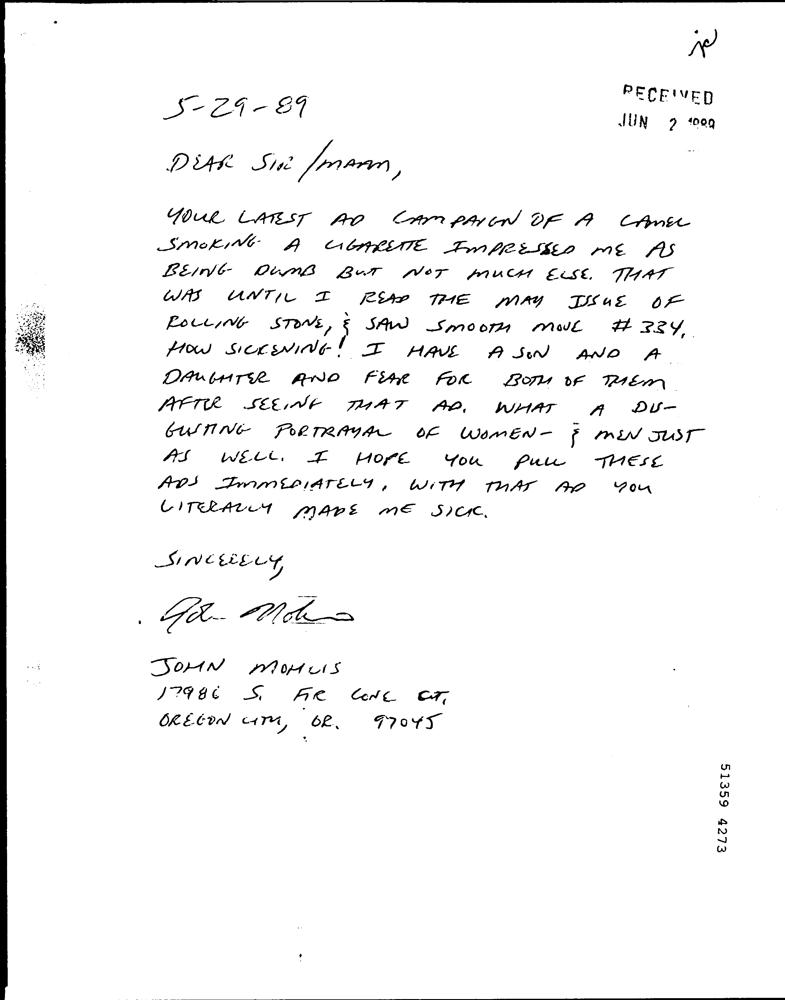 jc
RECEIVED
JUN 2 1989
5-29-89
DEAR SIR/MAAM,
YOUR LATEST AD CAMPAIGN OF A CAMEL
SMOKING A CIGARETTE IMPRESSED ME AS
BEING DUMB BUT NOT MUCH ELSE. THAT
WAS UNTIL I READ THE MAY ISSUE OF
ROLLING STONE, & SAW SMOOTH MOVE #334.
HOW SICKENING! I HAVE A SON AND A
DAUGHTER AND FEAR FOR BOTH OF THEM
AFTER SEEING THAT AD. WHAT A DIS-
GUSTING PORTRAYAL OF WOMEN- & MEN JUST
AS WELL. I HOPE YOU PULL THESE
ADS IMMEDIATELY, WITH THAT AD YOU
LITERALLY MADE ME SICK.
SINCERELY,
John Mohlis
JOHN MOHLIS
17986 S. FIR CONE CT,
OREGON CITY, OR. 97045
51359 4273